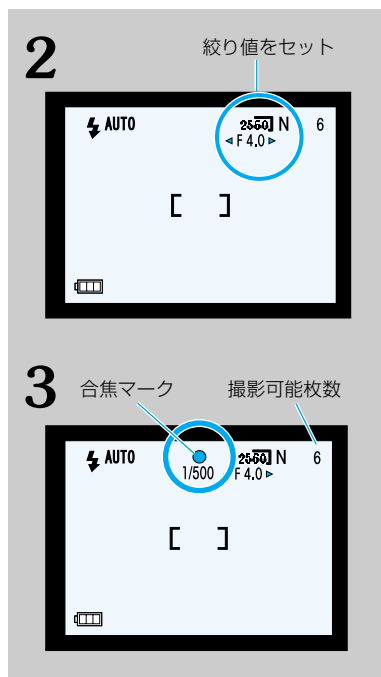 2
絞り値をセット
AUTO 2560 N 6
◄ F 4.0 ►
[ ]
3
合焦マーク 撮影可能枚数
AUTO 2560 N 6
1/500 F 4.0 ►
[ ]